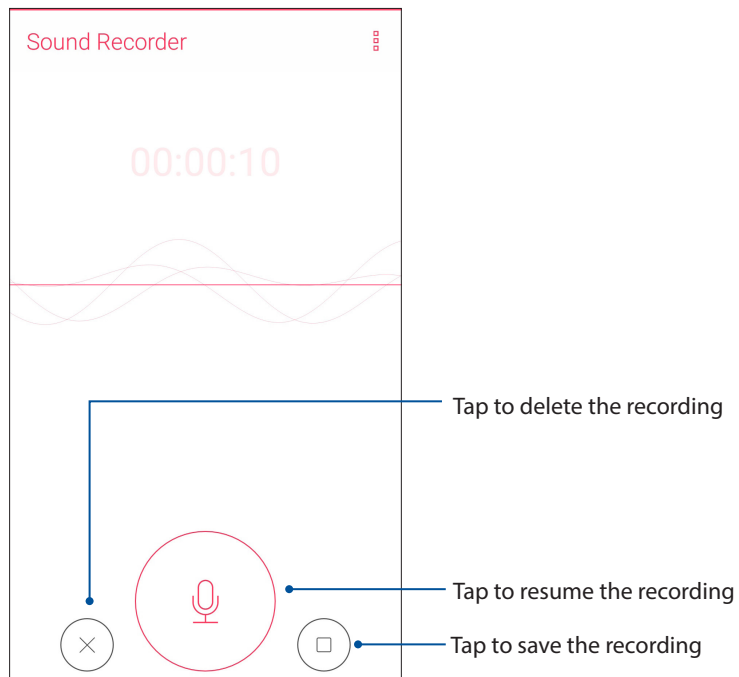 Sound Recorder
00:00:10
Tap to delete the recording
Tap to resume the recording
Tap to save the recording